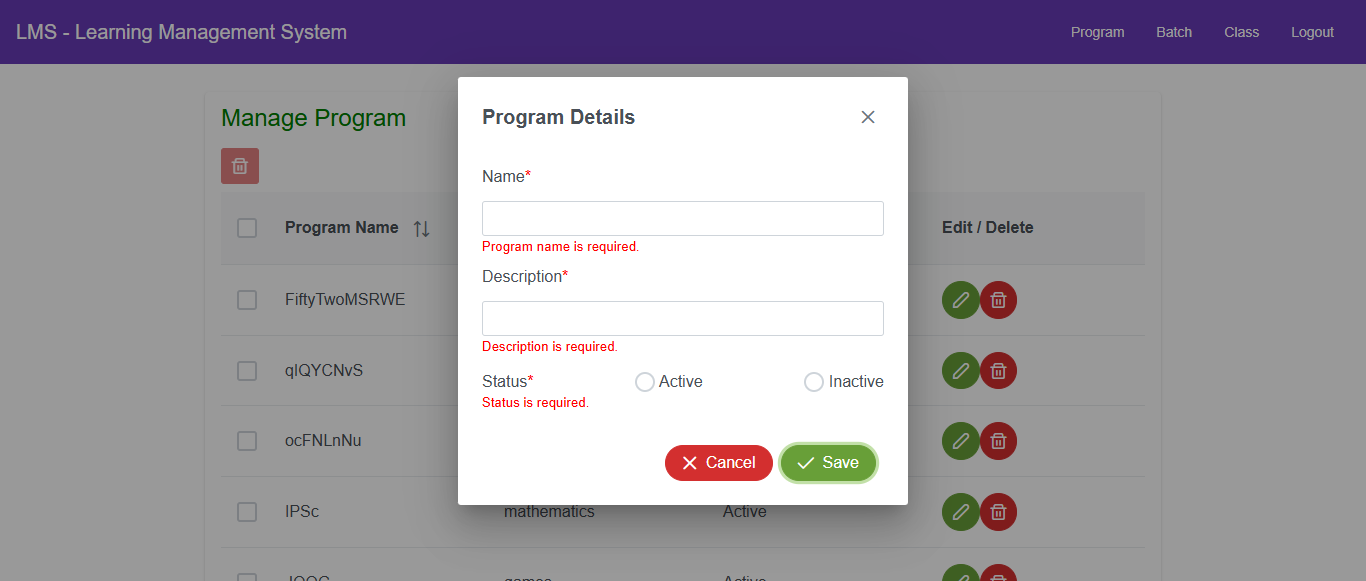 LMS - Learning Management System
Program Batch Class Logout
Manage Program
Program Details
Name*
Program name is required.
Description*
Description is required.
Status* Active Inactive
Status is required.
Cancel Save
Program Name Edit / Delete
FiftyTwoMSRWE
qIQYCNvS
ocFNLnNu
IPSc mathematics Active
games Active